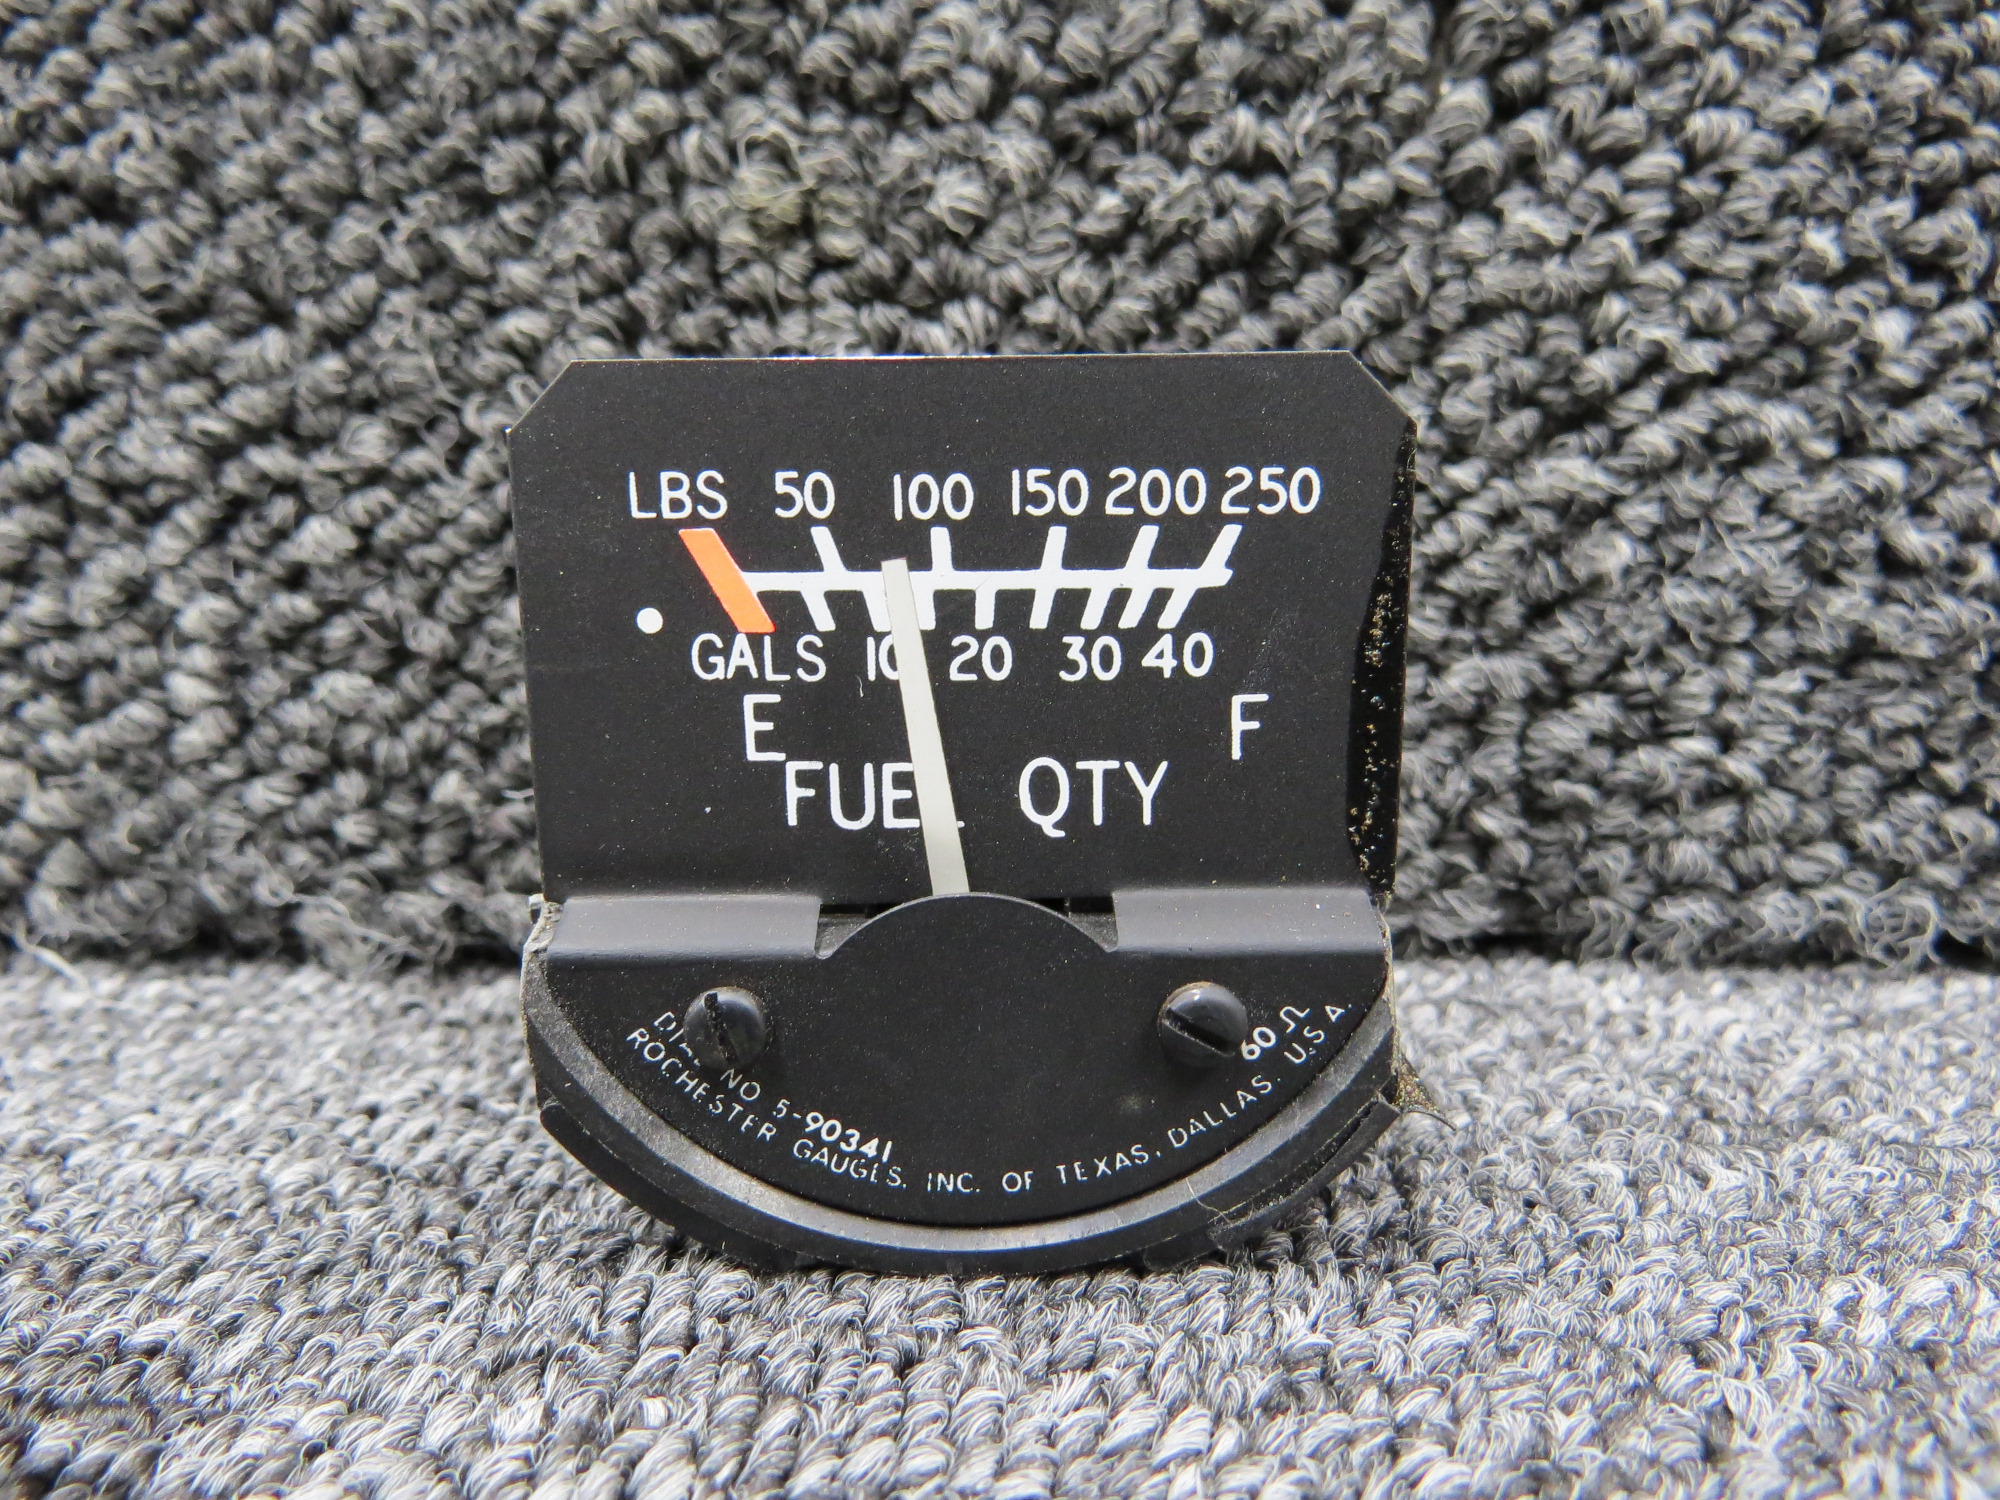 LBS 50 100 150 200 250
GALS 10 20 30 40
E F
FUEL QTY
DIAL NO 5-90341 60 Ω
ROCHESTER GAUGES, INC. OF TEXAS, DALLAS, U.S.A.